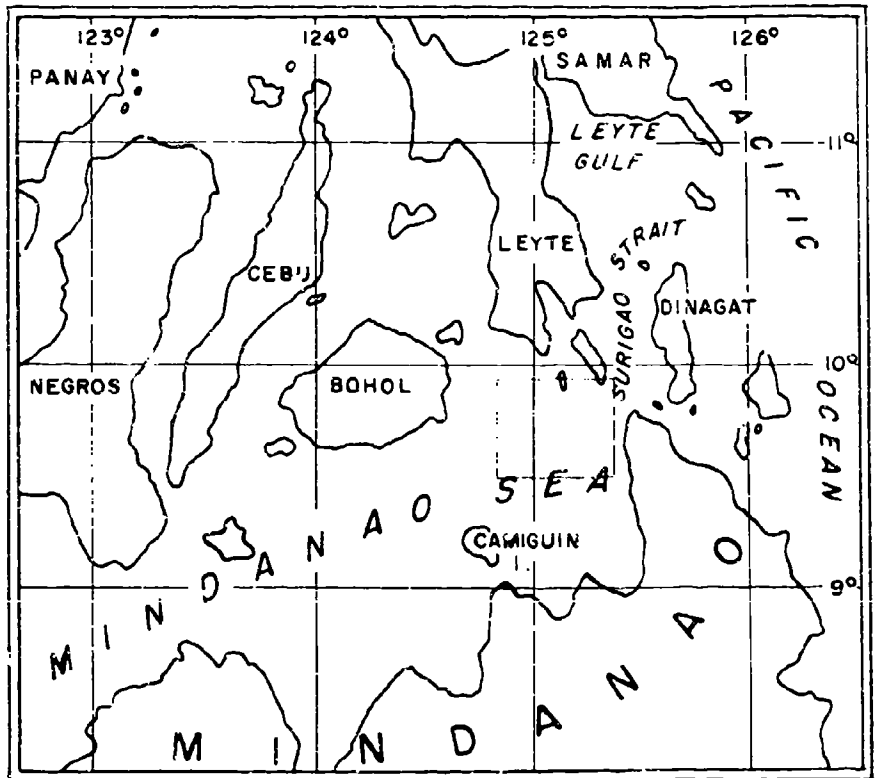 123° 124° 125° 126°
PANAY
SAMAR
PACIFIC
LEYTE
GULF
11°
LEYTE
SURIGAO STRAIT
CEBU
DINAGAT
10°
NEGROS
BOHOL
OCEAN
MINDANAO SEA
CAMIGUIN
9°
MINDANAO